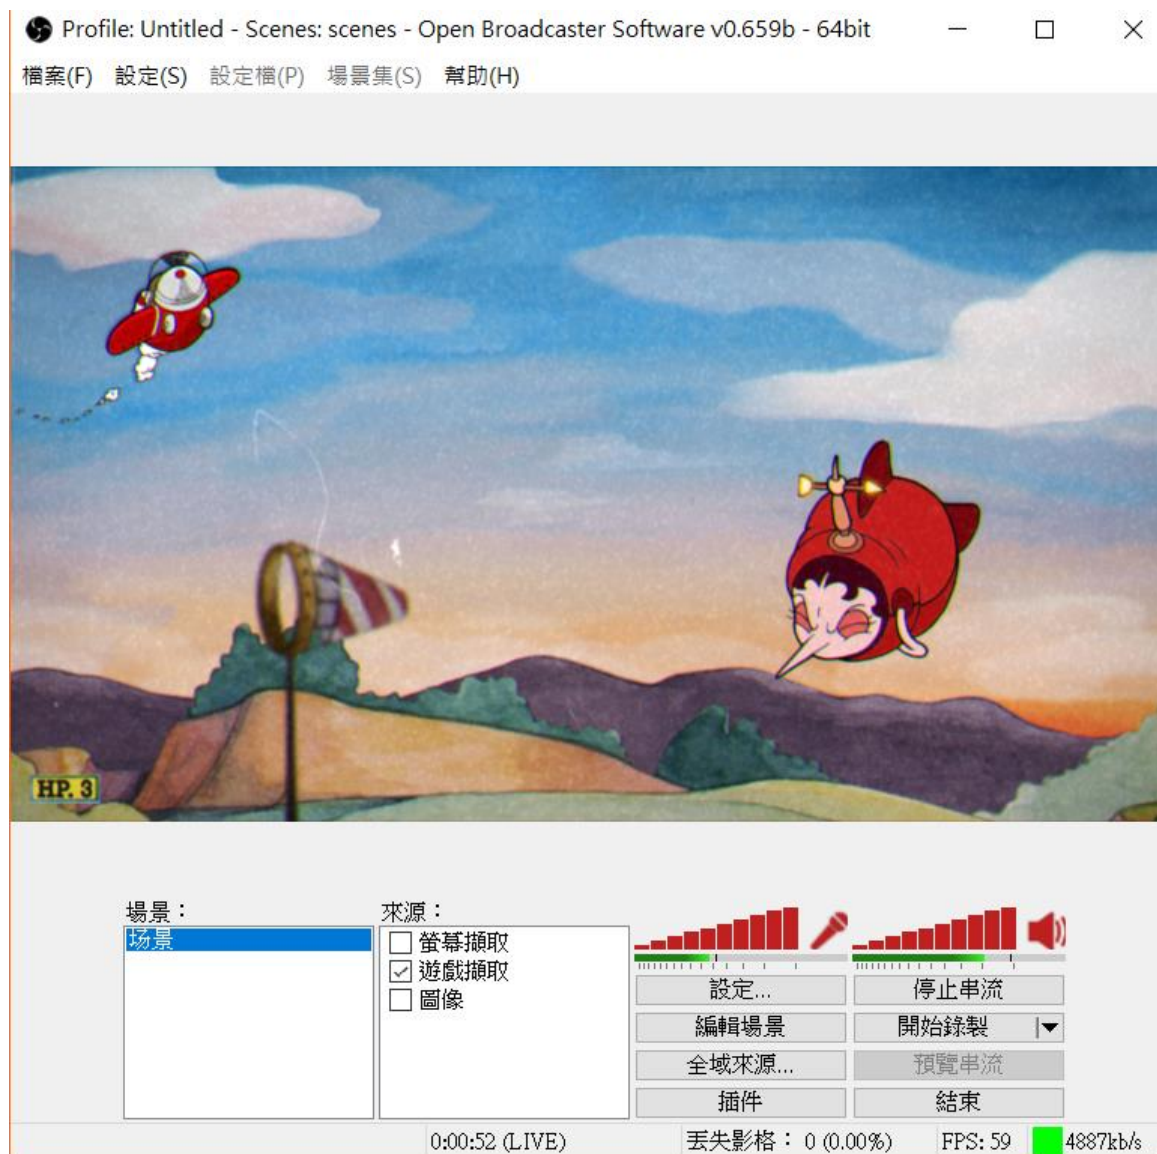 Profile: Untitled - Scenes: scenes - Open Broadcaster Software v0.659b - 64bit
檔案(F) 設定(S) 設定檔(P) 場景集(S) 幫助(H)
HP. 3
場景：
场景
來源：
螢幕擷取
遊戲擷取
圖像
設定... 停止串流
編輯場景 開始錄製
全域來源... 預覽串流
插件 結束
0:00:52 (LIVE) 丟失影格： 0 (0.00%) FPS: 59 4887kb/s